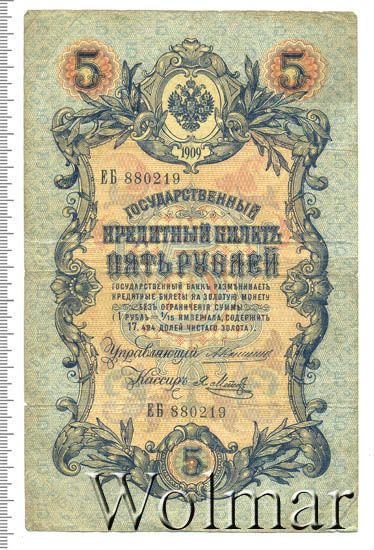 5 5
1909
ЕБ 880219
ГОСУДАРСТВЕННЫЙ
КРЕДИТНЫЙ БИЛЕТЪ
ПЯТЬ РУБЛЕЙ
ГОСУДАРСТВЕННЫЙ БАНКЪ РАЗМѢНИВАЕТЪ
КРЕДИТНЫЕ БИЛЕТЫ НА ЗОЛОТУЮ МОНЕТУ
БЕЗЪ ОГРАНИЧЕНІЯ СУММЫ
(1 РУБЛЬ = 1/15 ИМПЕРІАЛА, СОДЕРЖИТЪ
17,424 ДОЛЕЙ ЧИСТАГО ЗОЛОТА).
Управляющій
Кассиръ
ЕБ 880219
5
Wolmar